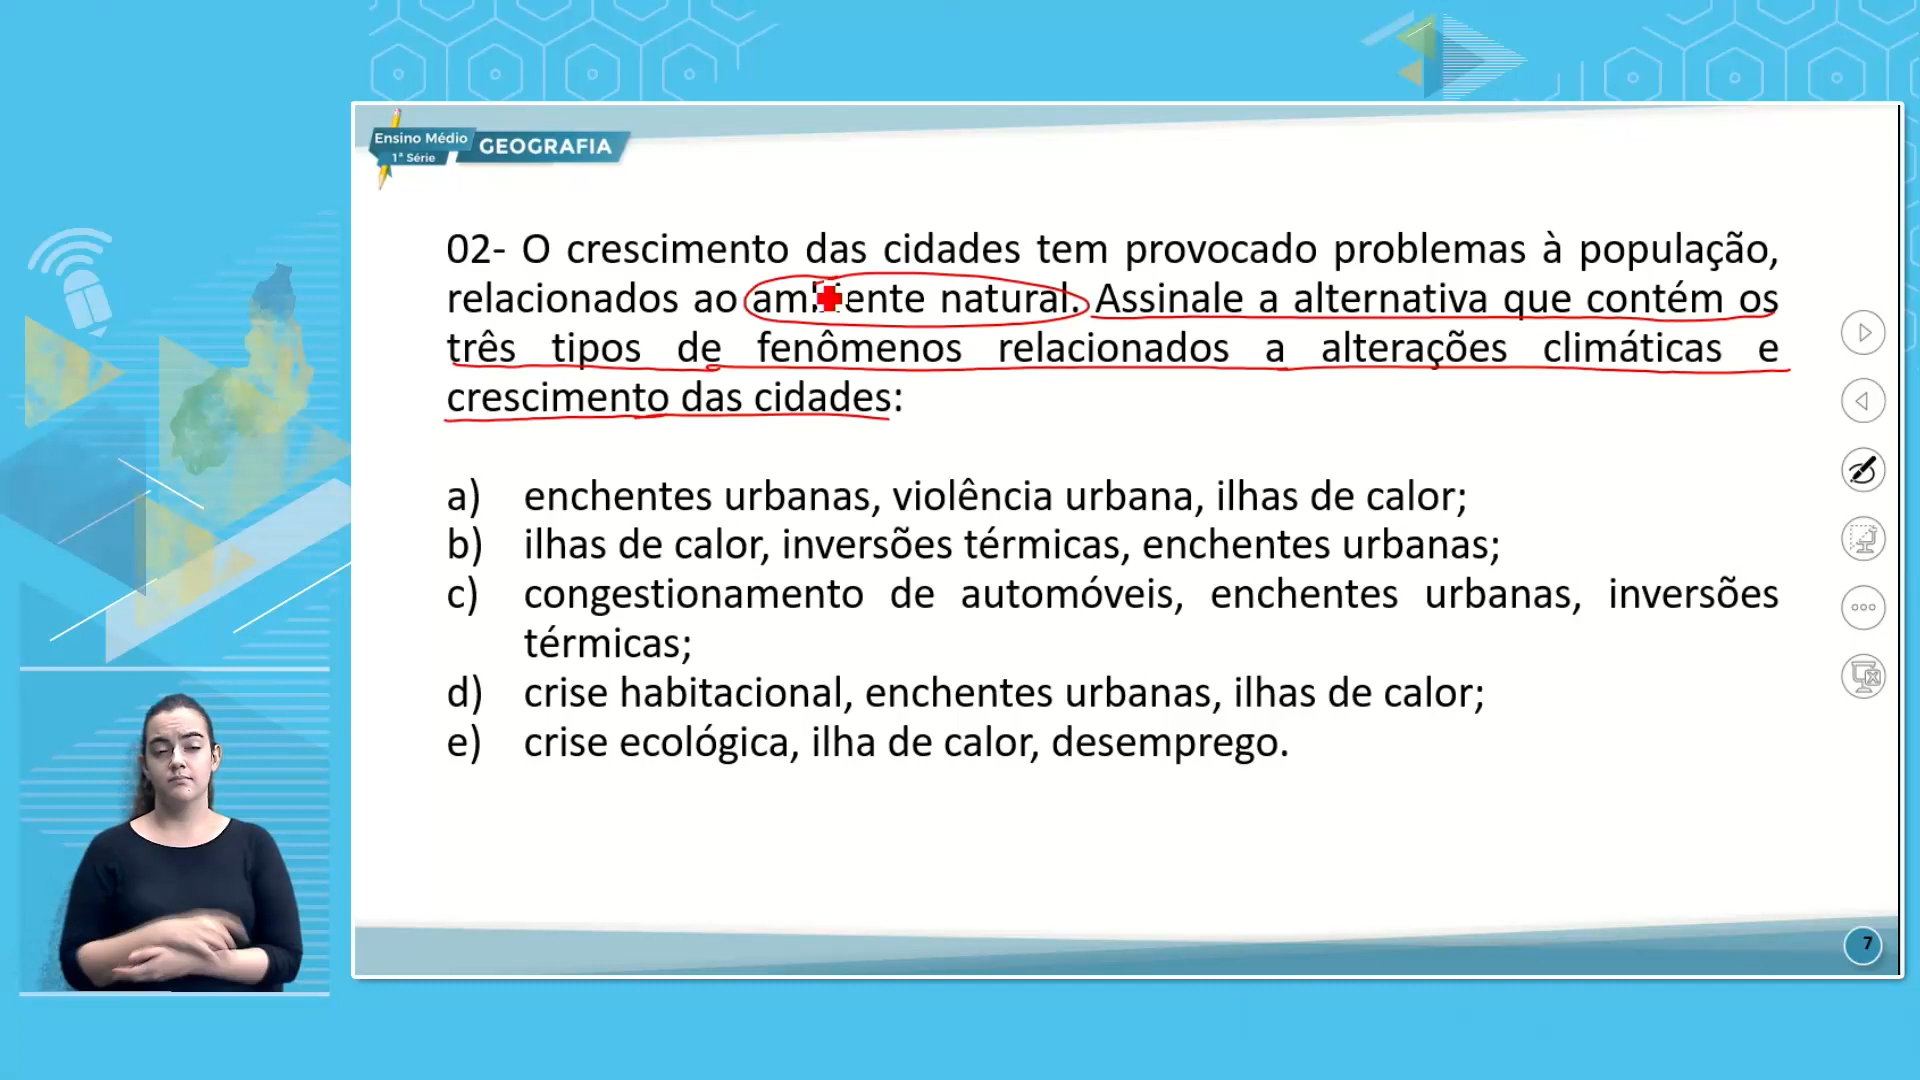 Ensino Médio
1ª Série
GEOGRAFIA
02- O crescimento das cidades tem provocado problemas à população,
relacionados ao ambiente natural. Assinale a alternativa que contém os
três tipos de fenômenos relacionados a alterações climáticas e
crescimento das cidades:
a) enchentes urbanas, violência urbana, ilhas de calor;
b) ilhas de calor, inversões térmicas, enchentes urbanas;
c) congestionamento de automóveis, enchentes urbanas, inversões
térmicas;
d) crise habitacional, enchentes urbanas, ilhas de calor;
e) crise ecológica, ilha de calor, desemprego.
7